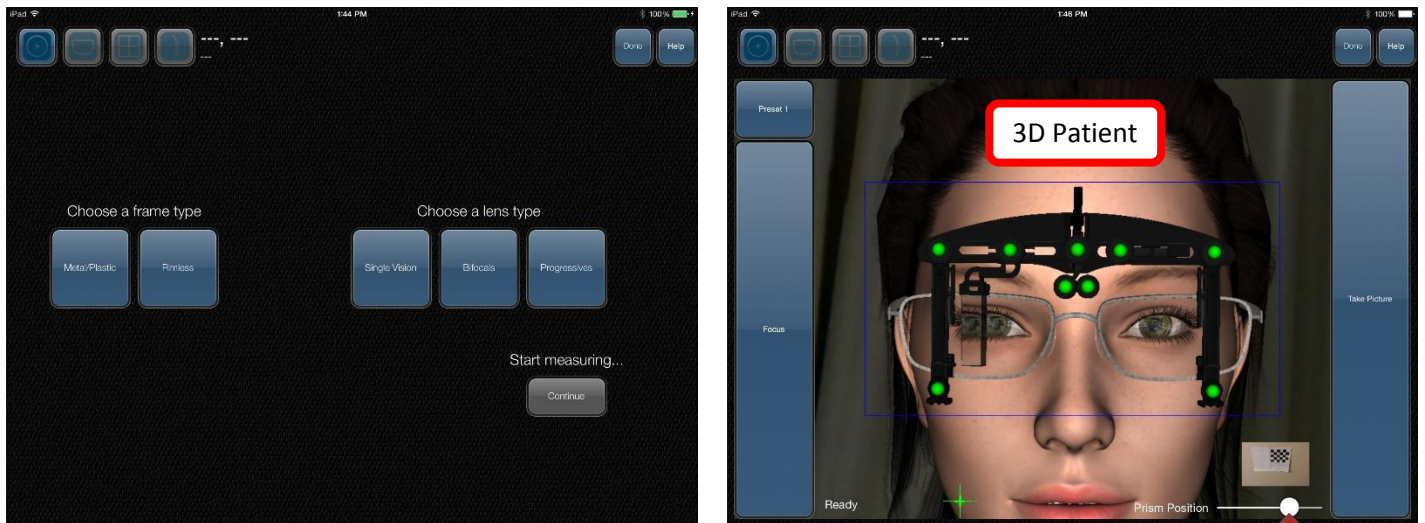 iPad 1:44 PM 100%
---, ---
---
Done Help
Choose a frame type Choose a lens type
Metal/Plastic Rimless Single Vision Bifocals Progressives
Start measuring...
Continue
iPad 1:46 PM 100%
---, ---
---
Done Help
Preset 1
3D Patient
Focus
Take Picture
Ready
Prism Position